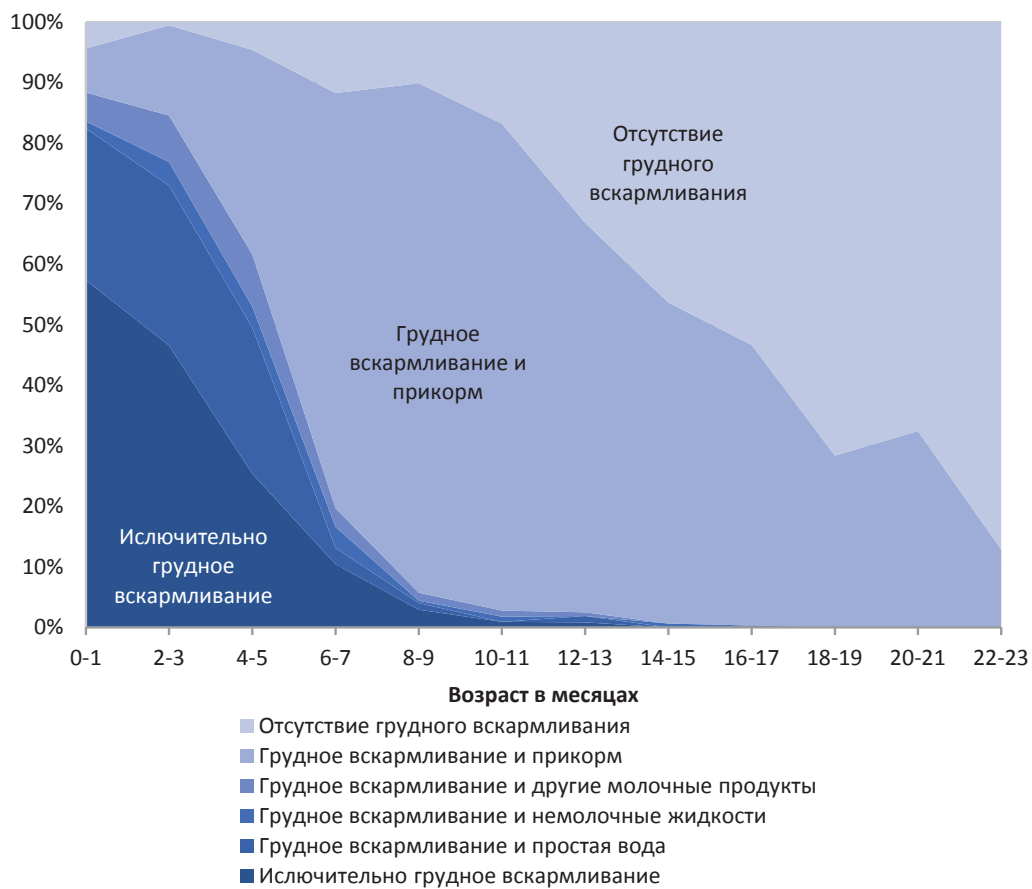 100%
90%
80%
70%
60%
50%
40%
30%
20%
10%
0%
Отсутствие
грудного
вскармливания
Грудное
вскармливание и
прикорм
Ислючительно
грудное
вскармливание
0-1 2-3 4-5 6-7 8-9 10-11 12-13 14-15 16-17 18-19 20-21 22-23
Возраст в месяцах
Отсутствие грудного вскармливания
Грудное вскармливание и прикорм
Грудное вскармливание и другие молочные продукты
Грудное вскармливание и немолочные жидкости
Грудное вскармливание и простая вода
Ислючительно грудное вскармливание